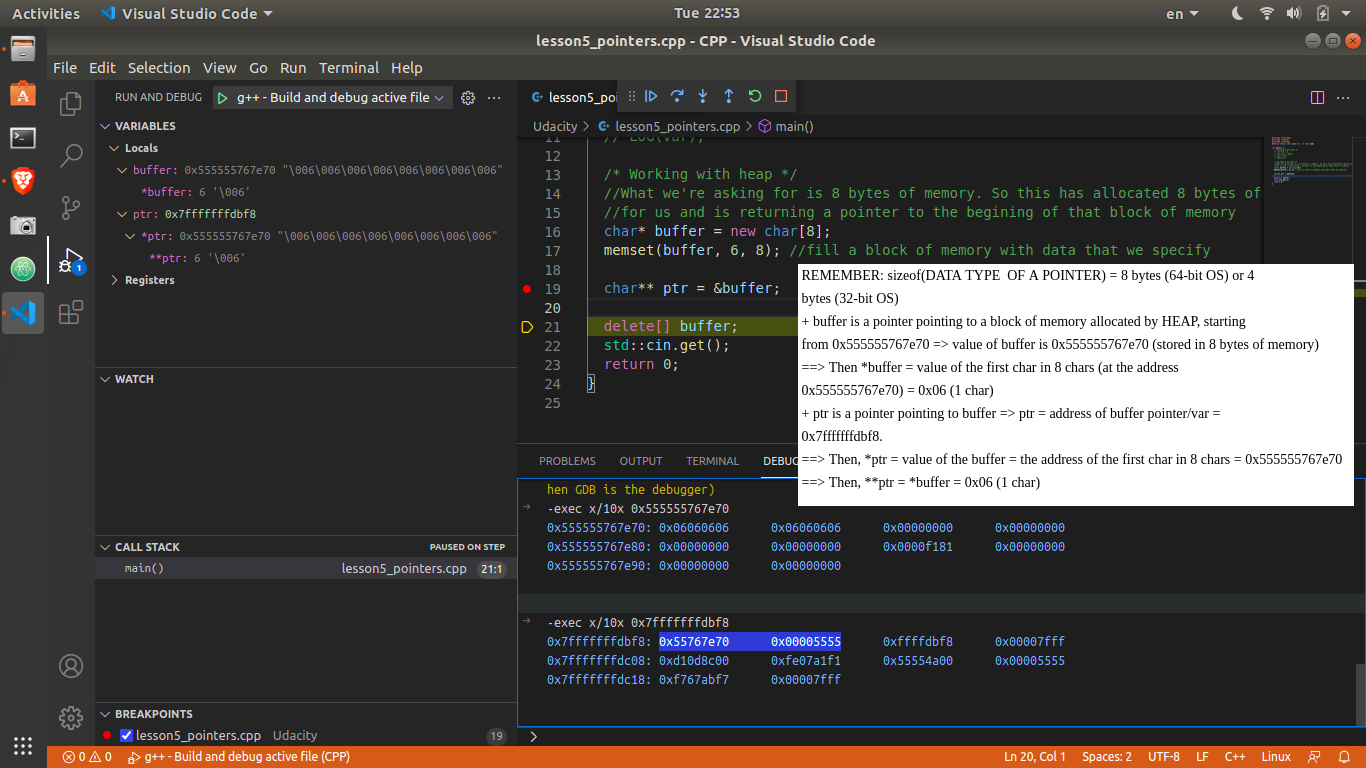 Activities
Visual Studio Code
Tue 22:53
en
lesson5_pointers.cpp - CPP - Visual Studio Code
File Edit Selection View Go Run Terminal Help
RUN AND DEBUG
g++ - Build and debug active file
VARIABLES
Locals
buffer: 0x555555767e70 "\006\006\006\006\006\006\006\006"
*buffer: 6 '\006'
ptr: 0x7fffffffdbf8
*ptr: 0x555555767e70 "\006\006\006\006\006\006\006\006"
**ptr: 6 '\006'
Registers
1
WATCH
CALL STACK
PAUSED ON STEP
main()
lesson5_pointers.cpp
21:1
BREAKPOINTS
lesson5_pointers.cpp
Udacity
19
lesson5_poi
Udacity > lesson5_pointers.cpp > main()
11 // LOG(var);
12
13 /* Working with heap */
14 //What we're asking for is 8 bytes of memory. So this has allocated 8 bytes of
15 //for us and is returning a pointer to the begining of that block of memory
16 char* buffer = new char[8];
17 memset(buffer, 6, 8); //fill a block of memory with data that we specify
18
19 char** ptr = &buffer;
20
21 delete[] buffer;
22 std::cin.get();
23 return 0;
24 }
25
REMEMBER: sizeof(DATA TYPE OF A POINTER) = 8 bytes (64-bit OS) or 4
bytes (32-bit OS)
+ buffer is a pointer pointing to a block of memory allocated by HEAP, starting
from 0x555555767e70 => value of buffer is 0x555555767e70 (stored in 8 bytes of memory)
==> Then *buffer = value of the first char in 8 chars (at the address
0x555555767e70) = 0x06 (1 char)
+ ptr is a pointer pointing to buffer => ptr = address of buffer pointer/var =
0x7fffffffdbf8.
==> Then, *ptr = value of the buffer = the address of the first char in 8 chars = 0x555555767e70
==> Then, **ptr = *buffer = 0x06 (1 char)
PROBLEMS OUTPUT TERMINAL DEBUG
hen GDB is the debugger)
-exec x/10x 0x555555767e70
0x555555767e70: 0x06060606 0x06060606 0x00000000 0x00000000
0x555555767e80: 0x00000000 0x00000000 0x0000f181 0x00000000
0x555555767e90: 0x00000000 0x00000000
-exec x/10x 0x7fffffffdbf8
0x7fffffffdbf8: 0x55767e70 0x00005555 0xffffdbf8 0x00007fff
0x7fffffffdc08: 0xd10d8c00 0xfe07a1f1 0x55554a00 0x00005555
0x7fffffffdc18: 0xf767abf7 0x00007fff
>
0 0
g++ - Build and debug active file (CPP)
Ln 20, Col 1
Spaces: 2
UTF-8
LF
C++
Linux